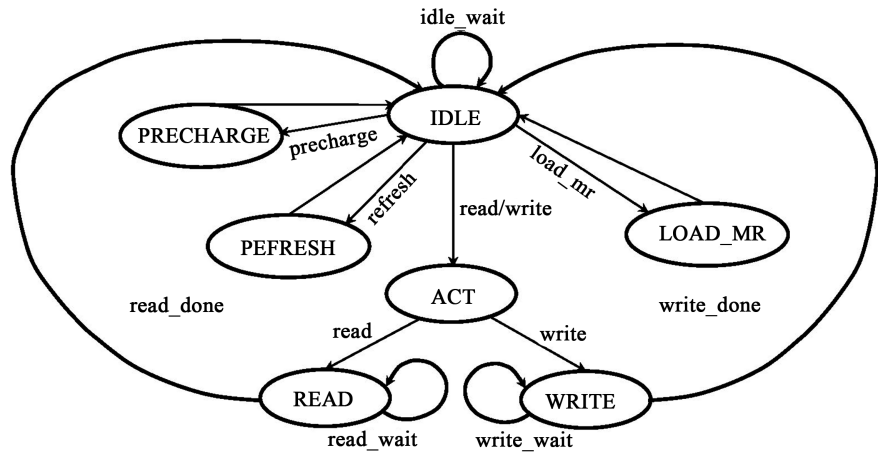 idle_wait
IDLE
PRECHARGE
precharge
load_mr
refresh
read/write
PEFRESH
LOAD_MR
ACT
read_done
write_done
read
write
READ
WRITE
read_wait
write_wait